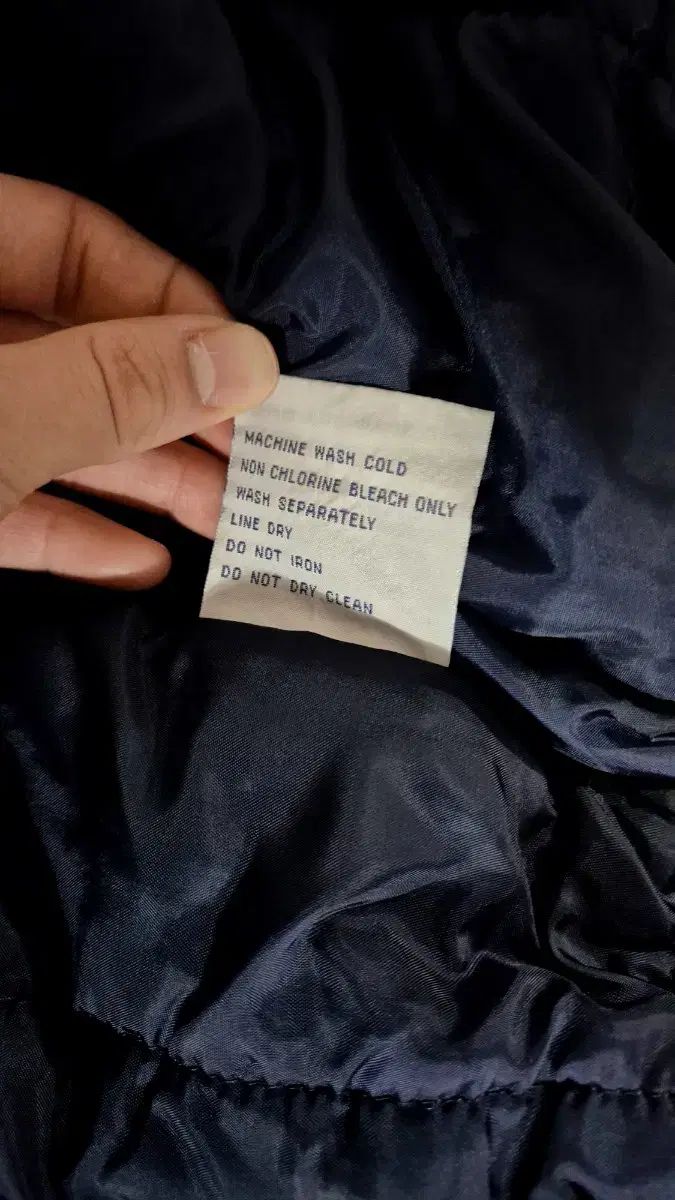 MACHINE WASH COLD
NON CHLORINE BLEACH ONLY
WASH SEPARATELY
LINE DRY
DO NOT IRON
DO NOT DRY CLEAN